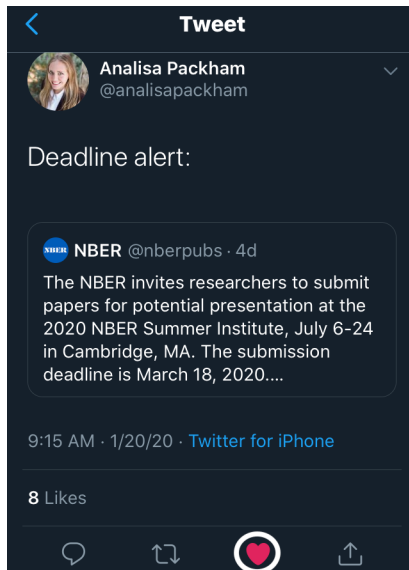 Tweet
Analisa Packham
@analisapackham
Deadline alert:
NBER NBER @nberpubs · 4d
The NBER invites researchers to submit
papers for potential presentation at the
2020 NBER Summer Institute, July 6-24
in Cambridge, MA. The submission
deadline is March 18, 2020....
9:15 AM · 1/20/20 · Twitter for iPhone
8 Likes